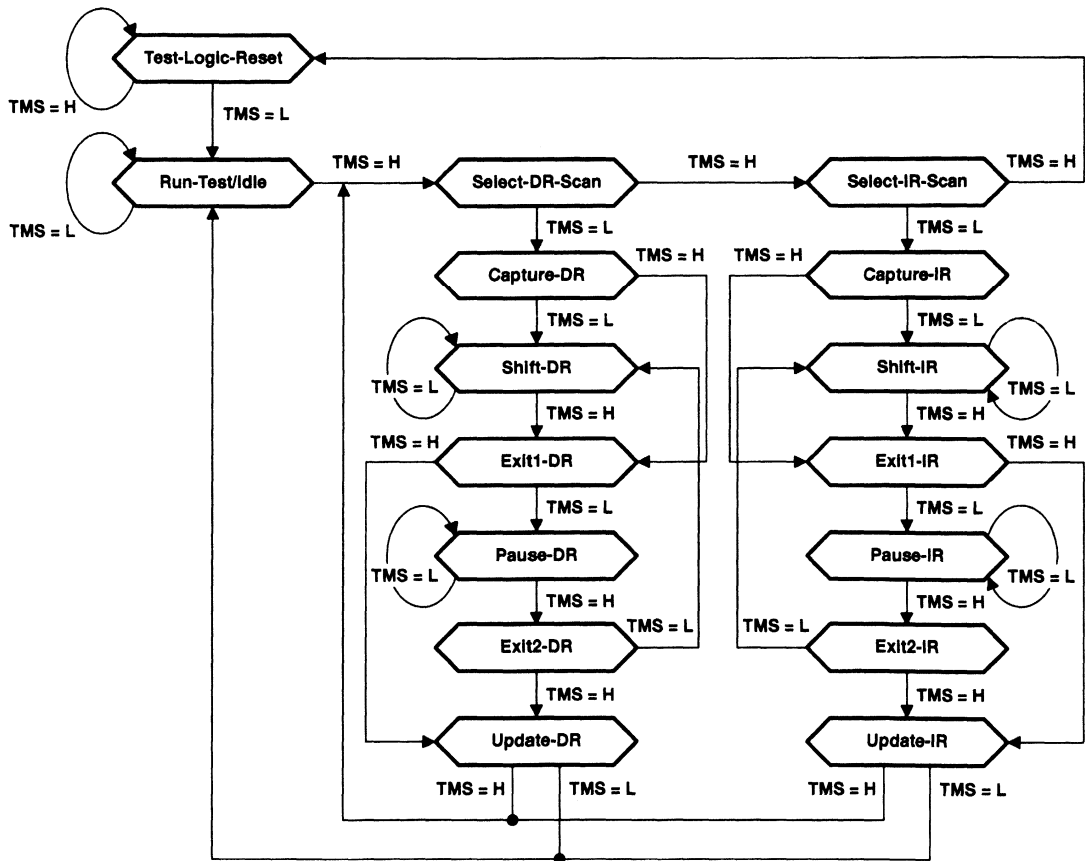 Test-Logic-Reset
TMS = H
TMS = L
Run-Test/Idle
TMS = H
Select-DR-Scan
TMS = H
Select-IR-Scan
TMS = H
TMS = L
TMS = L
TMS = L
Capture-DR
TMS = H
TMS = H
Capture-IR
TMS = L
TMS = L
Shift-DR
TMS = L
Shift-IR
TMS = L
TMS = H
TMS = H
TMS = H
Exit1-DR
Exit1-IR
TMS = H
TMS = L
TMS = L
Pause-DR
TMS = L
Pause-IR
TMS = L
TMS = H
TMS = H
Exit2-DR
TMS = L
TMS = L
Exit2-IR
TMS = H
TMS = H
Update-DR
Update-IR
TMS = H
TMS = L
TMS = H
TMS = L